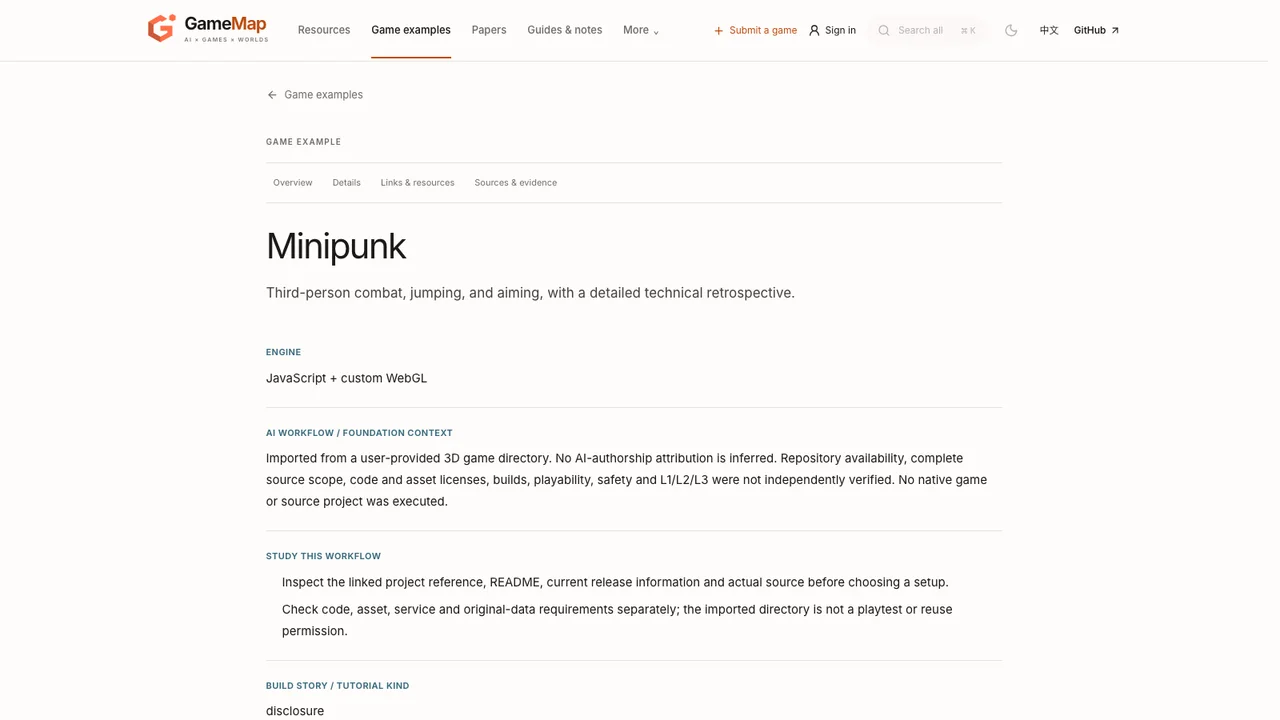 GameMap
AI × GAMES × WORLDS
Resources
Game examples
Papers
Guides & notes
More
Submit a game
Sign in
Search all
⌘ K
中文
GitHub
Game examples
GAME EXAMPLE
Overview
Details
Links & resources
Sources & evidence
Minipunk
Third-person combat, jumping, and aiming, with a detailed technical retrospective.
ENGINE
JavaScript + custom WebGL
AI WORKFLOW / FOUNDATION CONTEXT
Imported from a user-provided 3D game directory. No AI-authorship attribution is inferred. Repository availability, complete
source scope, code and asset licenses, builds, playability, safety and L1/L2/L3 were not independently verified. No native game
or source project was executed.
STUDY THIS WORKFLOW
Inspect the linked project reference, README, current release information and actual source before choosing a setup.
Check code, asset, service and original-data requirements separately; the imported directory is not a playtest or reuse
permission.
BUILD STORY / TUTORIAL KIND
disclosure